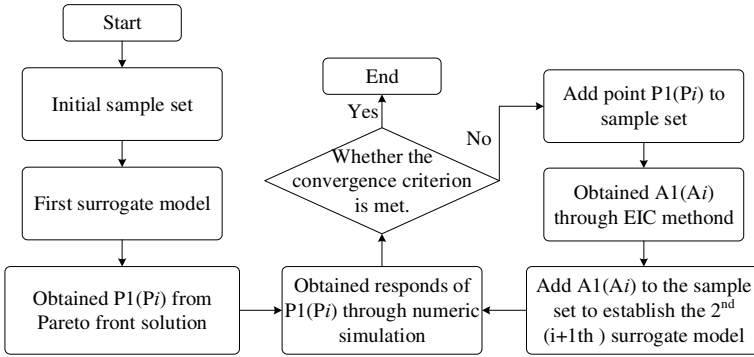 Start
Initial sample set
First surrogate model
Obtained P1(Pi) from
Pareto front solution
End
Yes
No
Whether the
convergence criterion
is met.
Obtained responds of
P1(Pi) through numeric
simulation
Add point P1(Pi) to
sample set
Obtained A1(Ai)
through EIC methond
Add A1(Ai) to the sample
set to establish the 2nd
(i+1th ) surrogate model